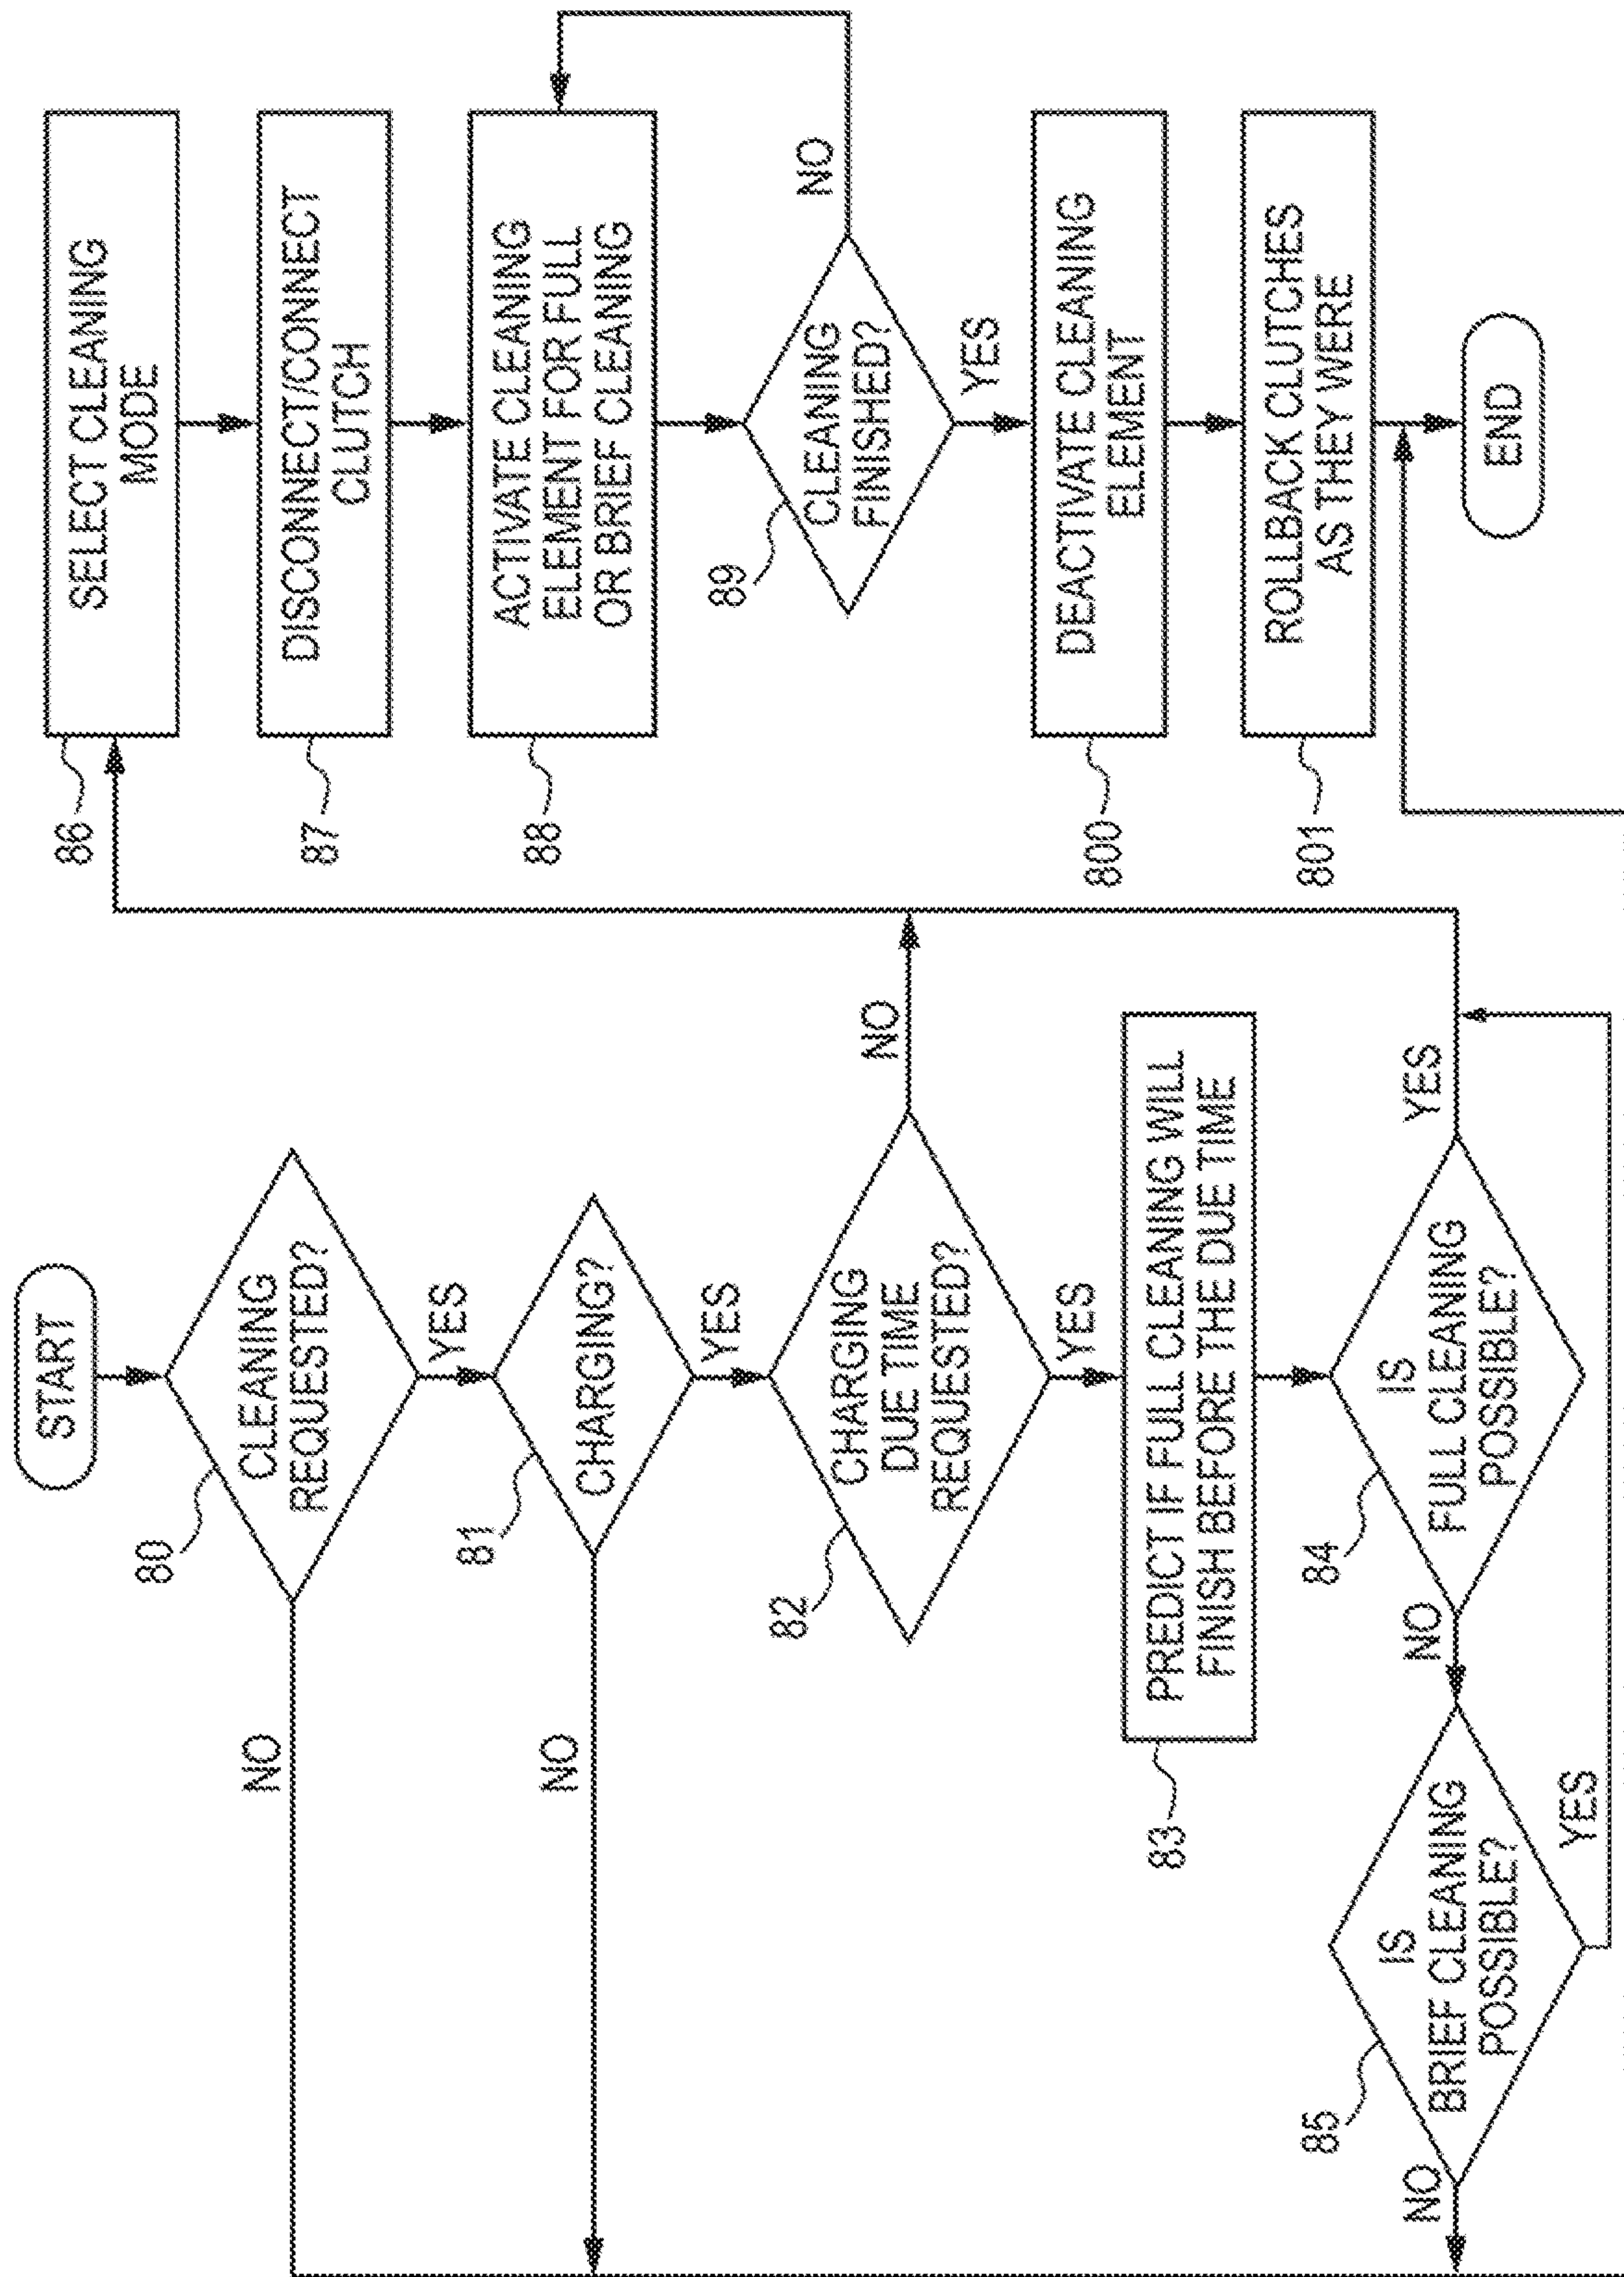 START
80
CLEANING
REQUESTED?
NO
YES
81
CHARGING?
NO
YES
82
CHARGING
DUE TIME
REQUESTED?
NO
YES
83
PREDICT IF FULL CLEANING WILL
FINISH BEFORE THE DUE TIME
84
IS
FULL CLEANING
POSSIBLE?
YES
NO
85
IS
BRIEF CLEANING
POSSIBLE?
NO
YES
86
SELECT CLEANING
MODE
87
DISCONNECT/CONNECT
CLUTCH
88
ACTIVATE CLEANING
ELEMENT FOR FULL
OR BRIEF CLEANING
89
CLEANING
FINISHED?
NO
YES
800
DEACTIVATE CLEANING
ELEMENT
801
ROLLBACK CLUTCHES
AS THEY WERE
END